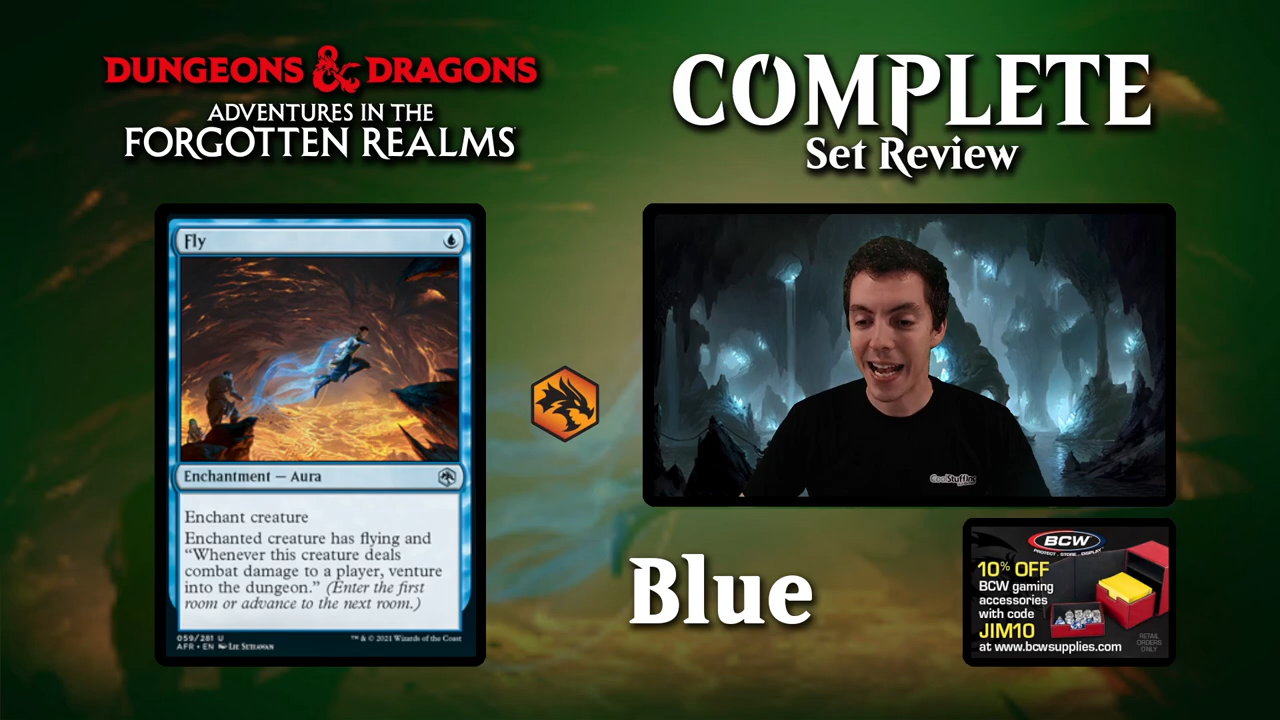 DUNGEONS & DRAGONS
ADVENTURES IN THE
FORGOTTEN REALMS
COMPLETE
Set Review
Fly
Enchantment — Aura
Enchant creature
Enchanted creature has flying and
“Whenever this creature deals
combat damage to a player, venture
into the dungeon.” (Enter the first
room or advance to the next room.)
059/281 U
AFR • EN Lie Setiawan
™ & © 2021 Wizards of the Coast
CoolStuffInc
Blue
BCW
PROTECT . STORE . DISPLAY
10% OFF
BCW gaming
accessories
with code
JIM10
at www.bcwsupplies.com
RETAIL
ORDERS
ONLY